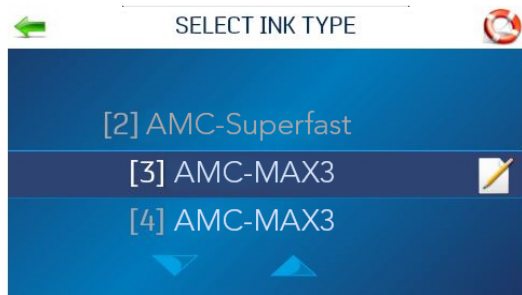 SELECT INK TYPE
[2] AMC-Superfast
[3] AMC-MAX3
[4] AMC-MAX3